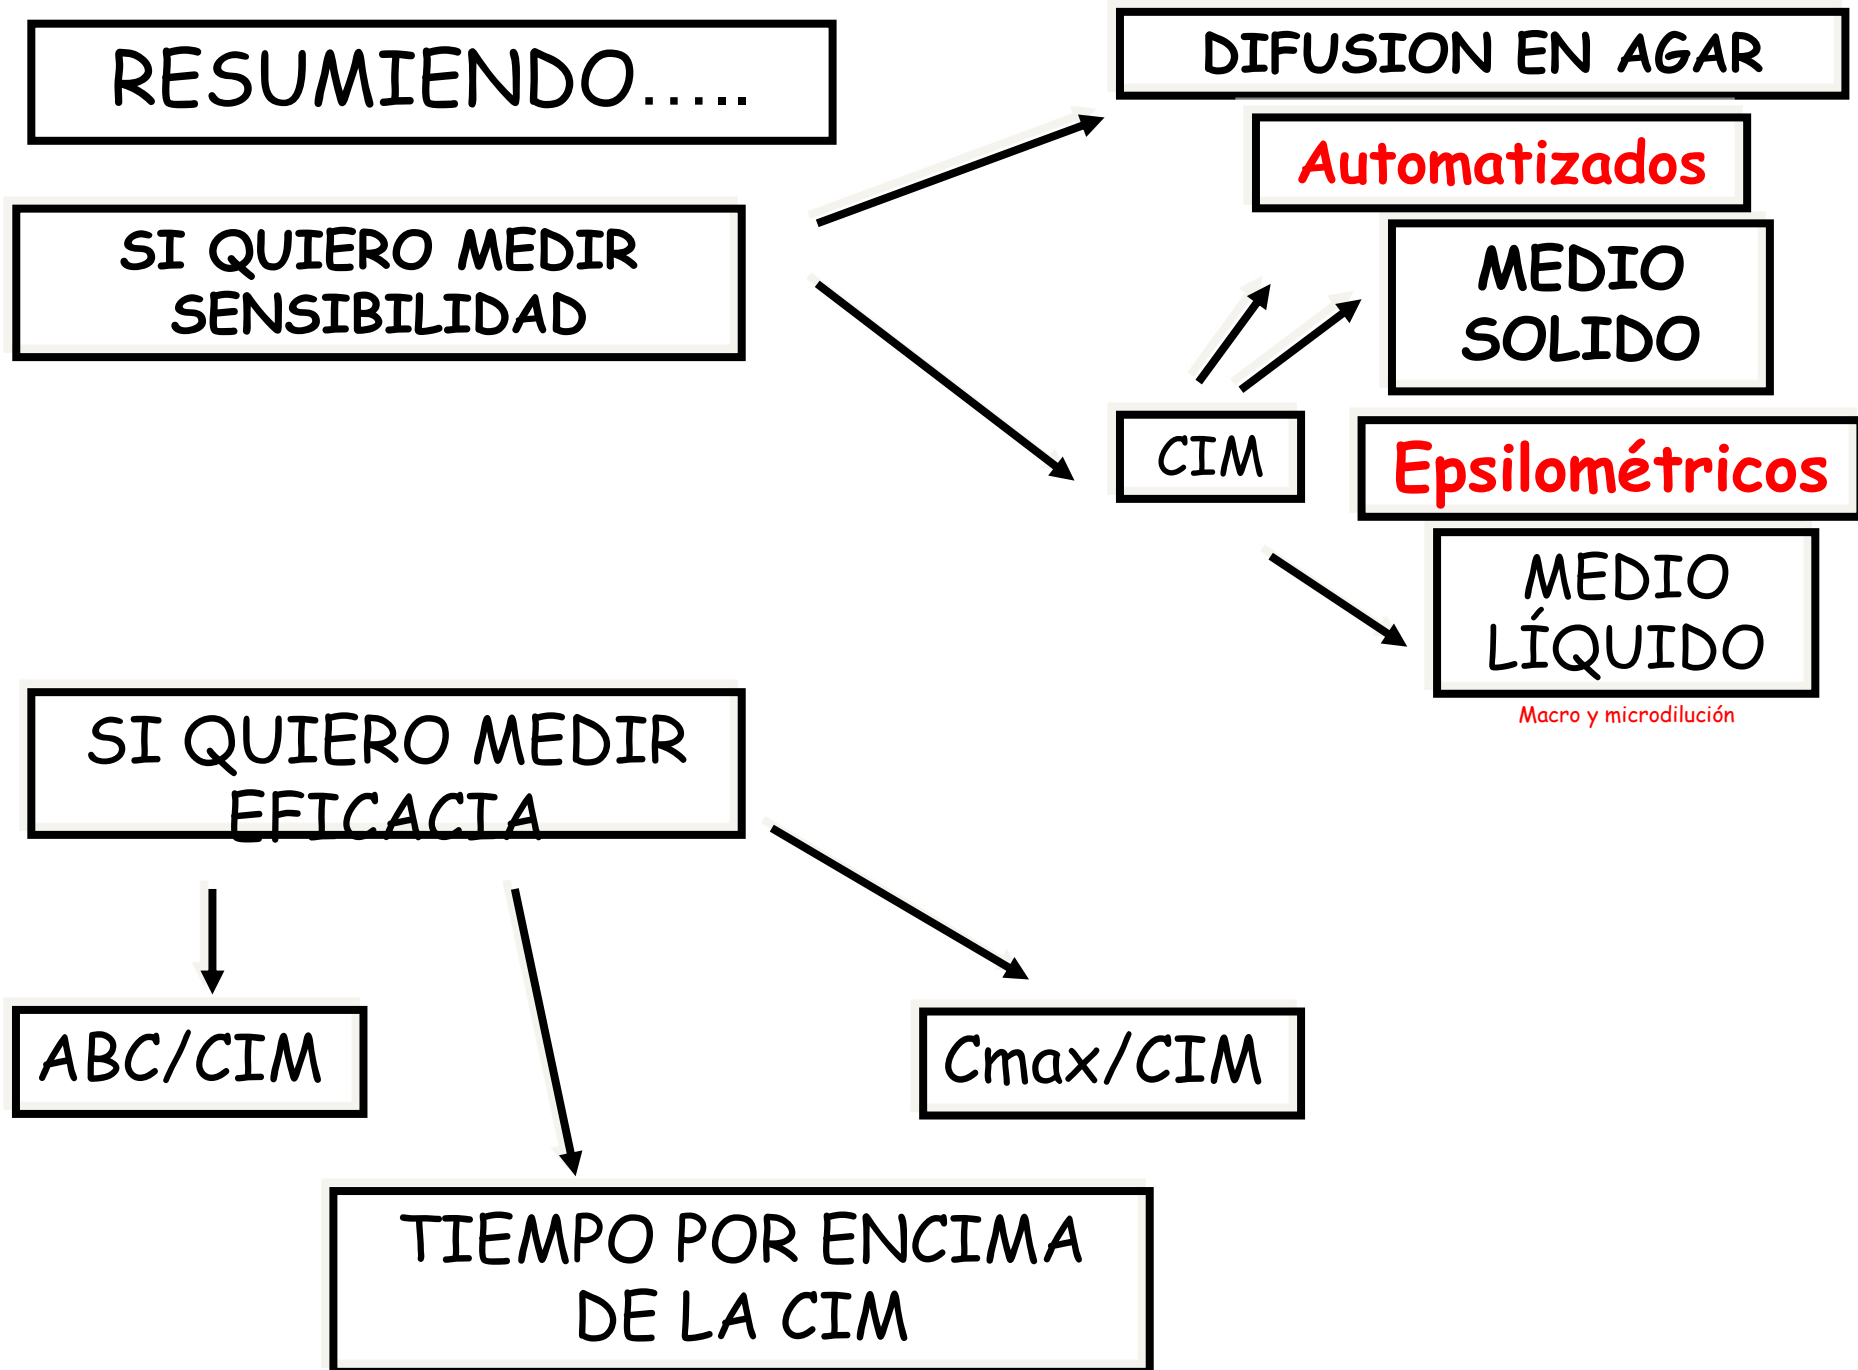 RESUMIENDO.....
DIFUSION EN AGAR
Automatizados
SI QUIERO MEDIR
SENSIBILIDAD
MEDIO
SOLIDO
CIM
Epsilométricos
MEDIO
LÍQUIDO
Macro y microdilución
SI QUIERO MEDIR
EFICACIA
ABC/CIM
Cmax/CIM
TIEMPO POR ENCIMA
DE LA CIM